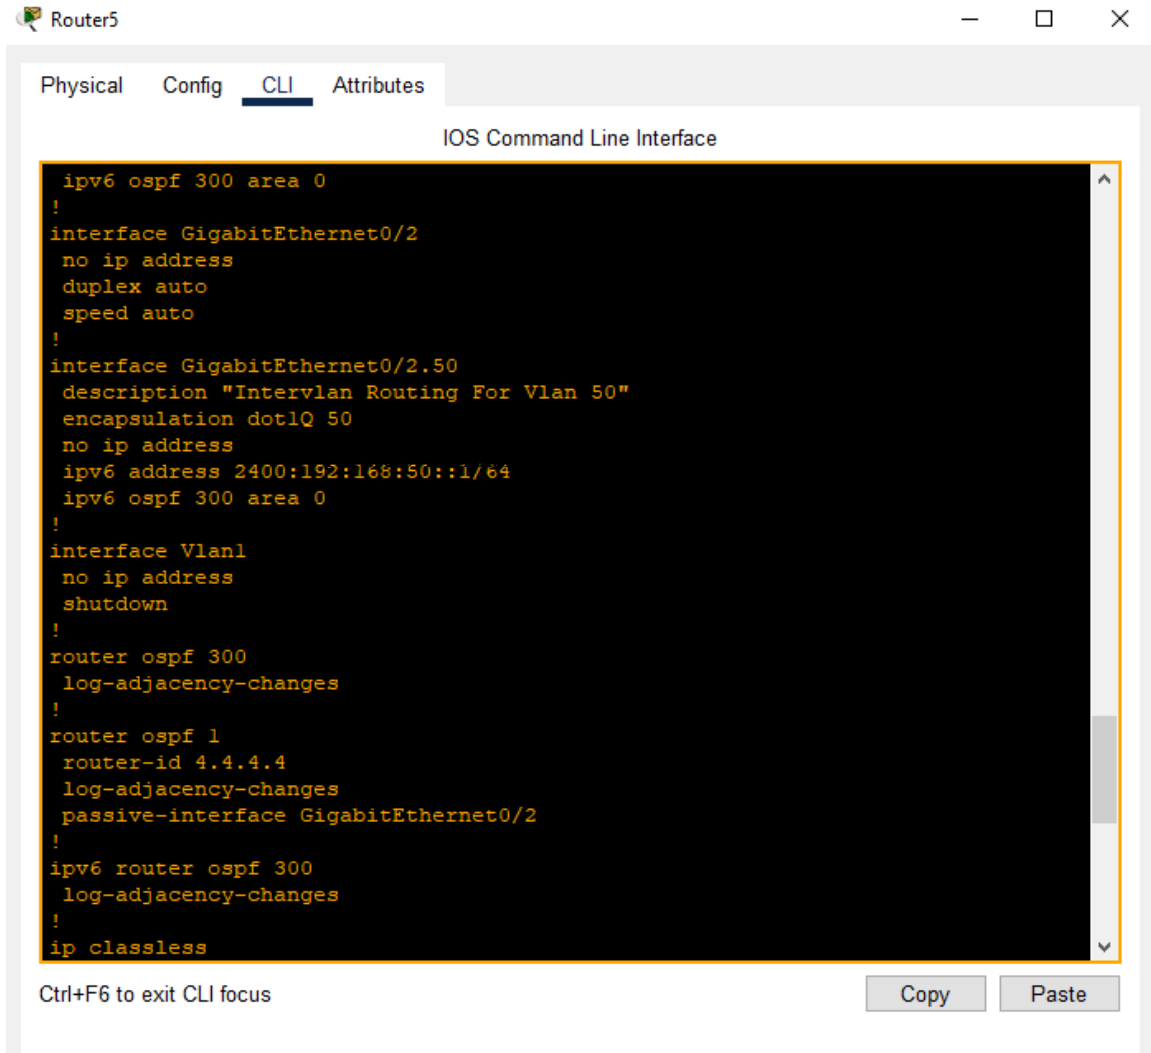 Router5
Physical Config CLI Attributes
IOS Command Line Interface
ipv6 ospf 300 area 0
!
interface GigabitEthernet0/2
no ip address
duplex auto
speed auto
!
interface GigabitEthernet0/2.50
description "Intervlan Routing For Vlan 50"
encapsulation dot1Q 50
no ip address
ipv6 address 2400:192:168:50::1/64
ipv6 ospf 300 area 0
!
interface Vlan1
no ip address
shutdown
!
router ospf 300
log-adjacency-changes
!
router ospf 1
router-id 4.4.4.4
log-adjacency-changes
passive-interface GigabitEthernet0/2
!
ipv6 router ospf 300
log-adjacency-changes
!
ip classless
Ctrl+F6 to exit CLI focus
Copy Paste